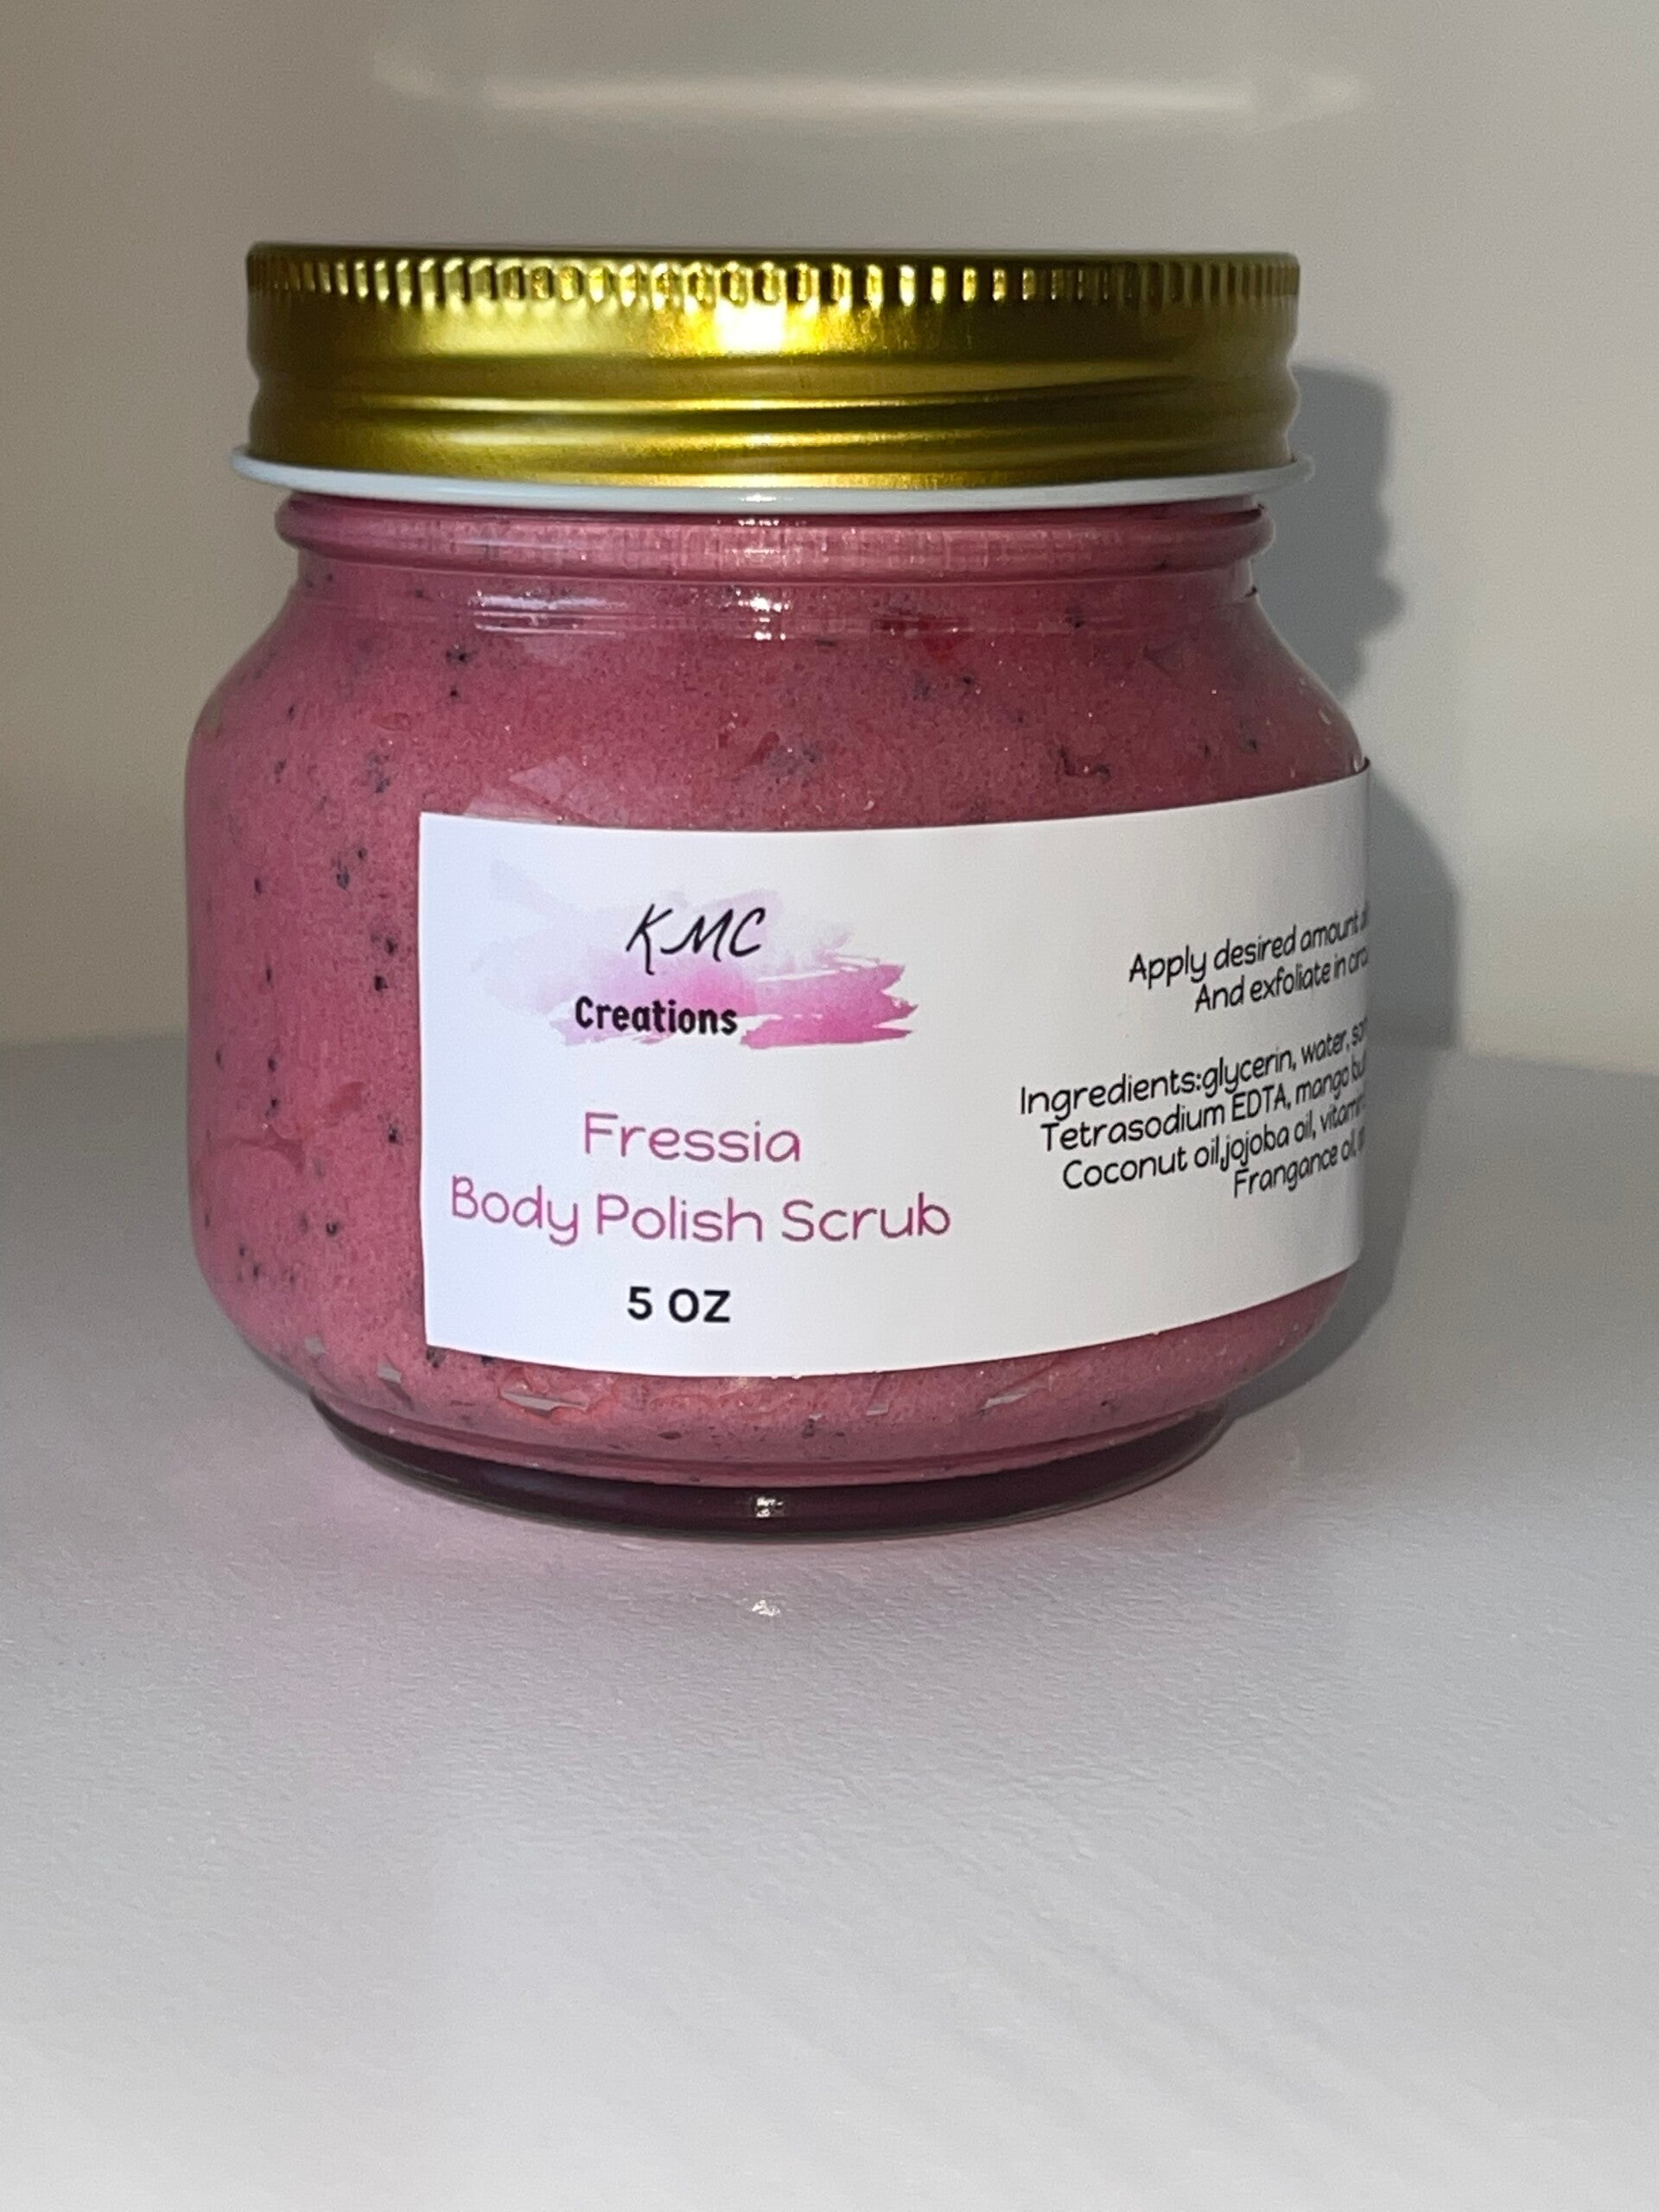 KMC
Creations
Fressia
Body Polish Scrub
5 OZ
Apply desired amount
And exfoliate in
Ingredients:glycerin, water,
Tetrasodium EDTA, mango
Coconut oil,jojoba oil,
Frangance oil,